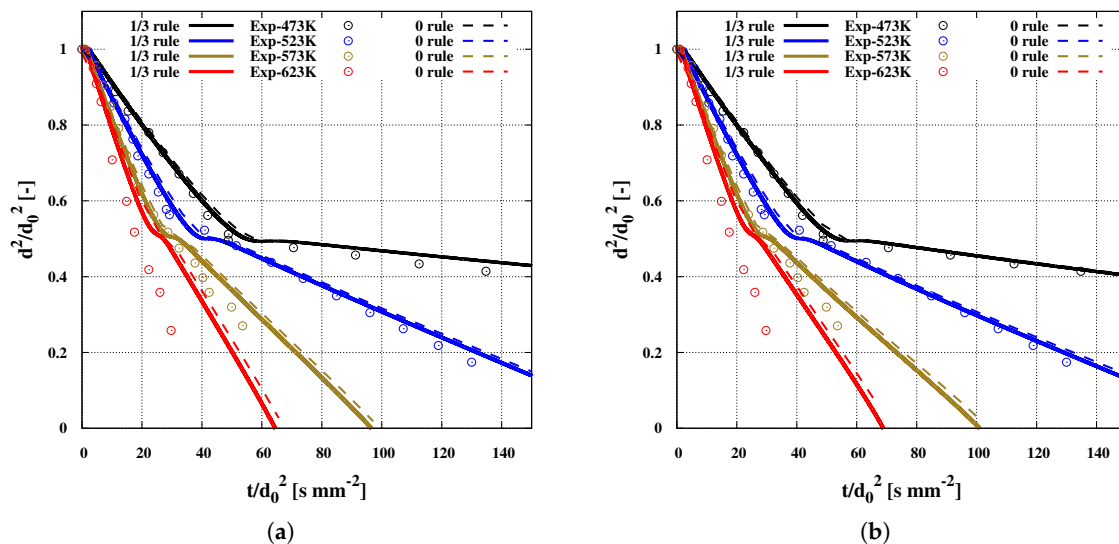 1/3 rule Exp-473K 0 rule
1/3 rule Exp-523K 0 rule
1/3 rule Exp-573K 0 rule
1/3 rule Exp-623K 0 rule
1
0.8
0.6
0.4
0.2
0
d²/d₀² [-]
0 20 40 60 80 100 120 140
t/d₀² [s mm⁻²]
(a)
1/3 rule Exp-473K 0 rule
1/3 rule Exp-523K 0 rule
1/3 rule Exp-573K 0 rule
1/3 rule Exp-623K 0 rule
1
0.8
0.6
0.4
0.2
0
d²/d₀² [-]
0 20 40 60 80 100 120 140
t/d₀² [s mm⁻²]
(b)